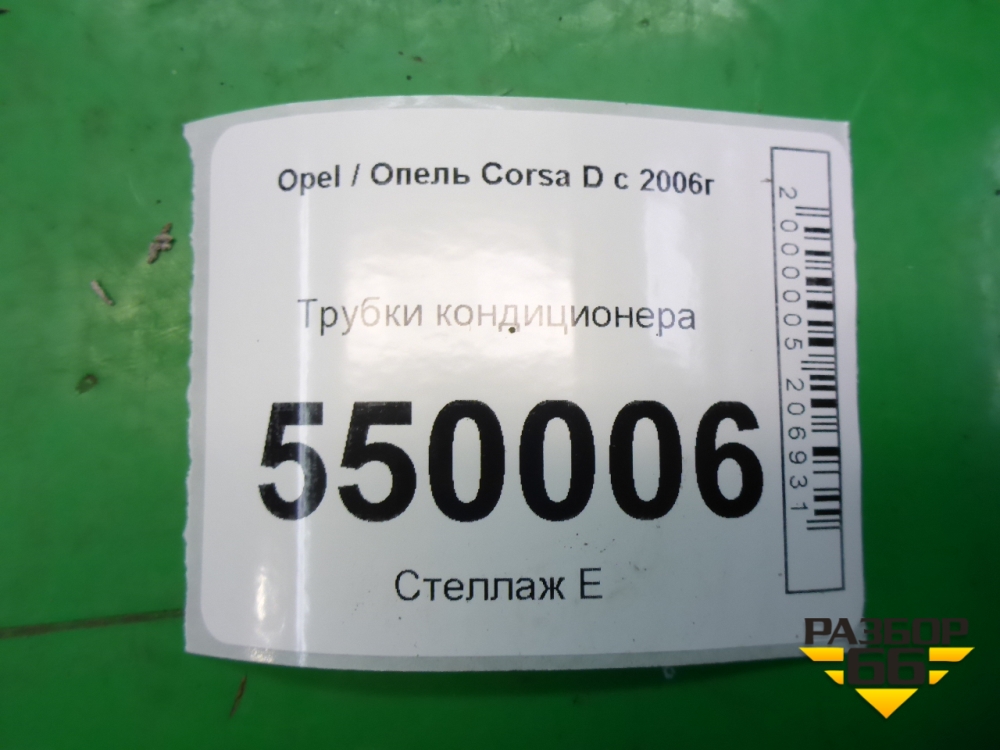 Opel / Опель Corsa D с 2006г
Трубки кондиционера
550006
Стеллаж Е
2000005206931
РАЗБОР
66